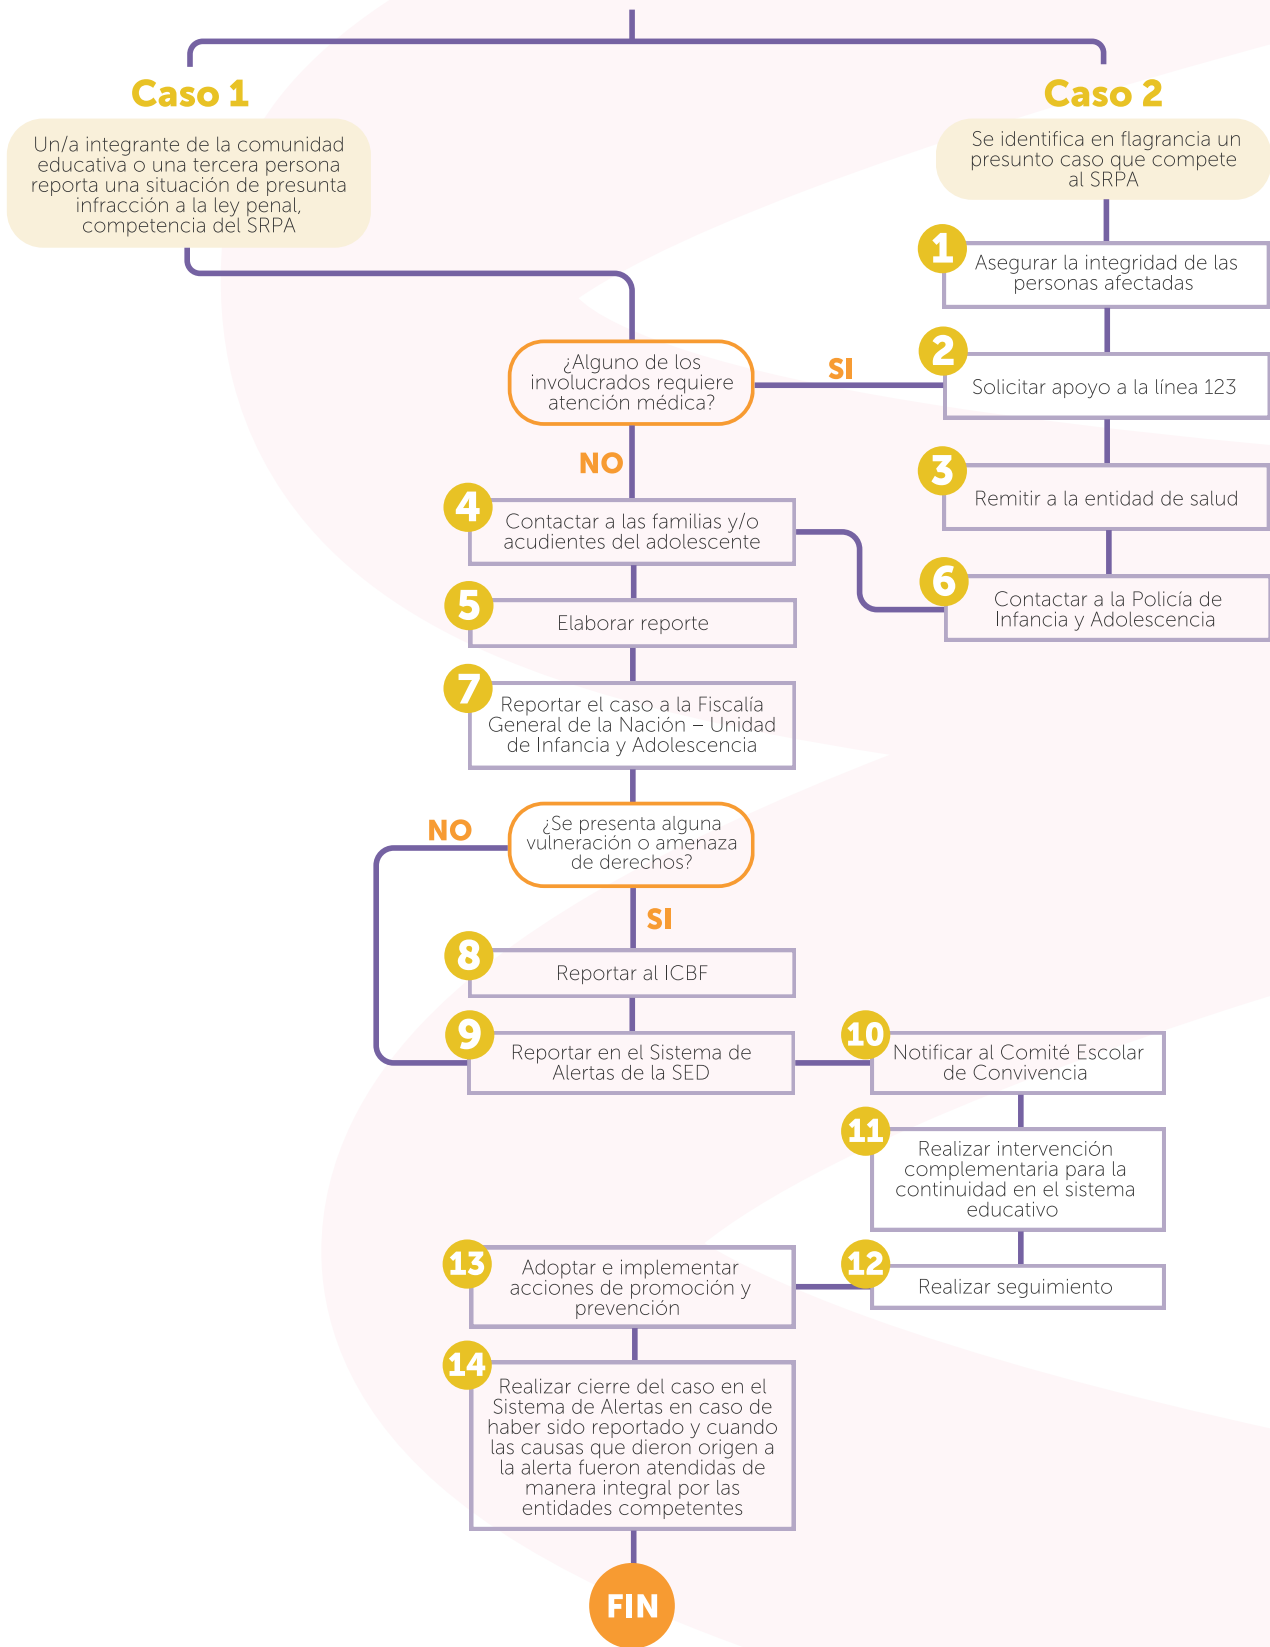 Caso 1
Un/a integrante de la comunidad
educativa o una tercera persona
reporta una situación de presunta
infracción a la ley penal,
competencia del SRPA
Caso 2
Se identifica en flagrancia un
presunto caso que compete
al SRPA
1
Asegurar la integridad de las
personas afectadas
¿Alguno de los
involucrados requiere
atención médica?
SI
2
Solicitar apoyo a la línea 123
NO
3
Remitir a la entidad de salud
4
Contactar a las familias y/o
acudientes del adolescente
6
Contactar a la Policía de
Infancia y Adolescencia
5
Elaborar reporte
7
Reportar el caso a la Fiscalía
General de la Nación – Unidad
de Infancia y Adolescencia
¿Se presenta alguna
vulneración o amenaza
de derechos?
NO
SI
8
Reportar al ICBF
9
Reportar en el Sistema de
Alertas de la SED
10
Notificar al Comité Escolar
de Convivencia
11
Realizar intervención
complementaria para la
continuidad en el sistema
educativo
12
Realizar seguimiento
13
Adoptar e implementar
acciones de promoción y
prevención
14
Realizar cierre del caso en el
Sistema de Alertas en caso de
haber sido reportado y cuando
las causas que dieron origen a
la alerta fueron atendidas de
manera integral por las
entidades competentes
FIN